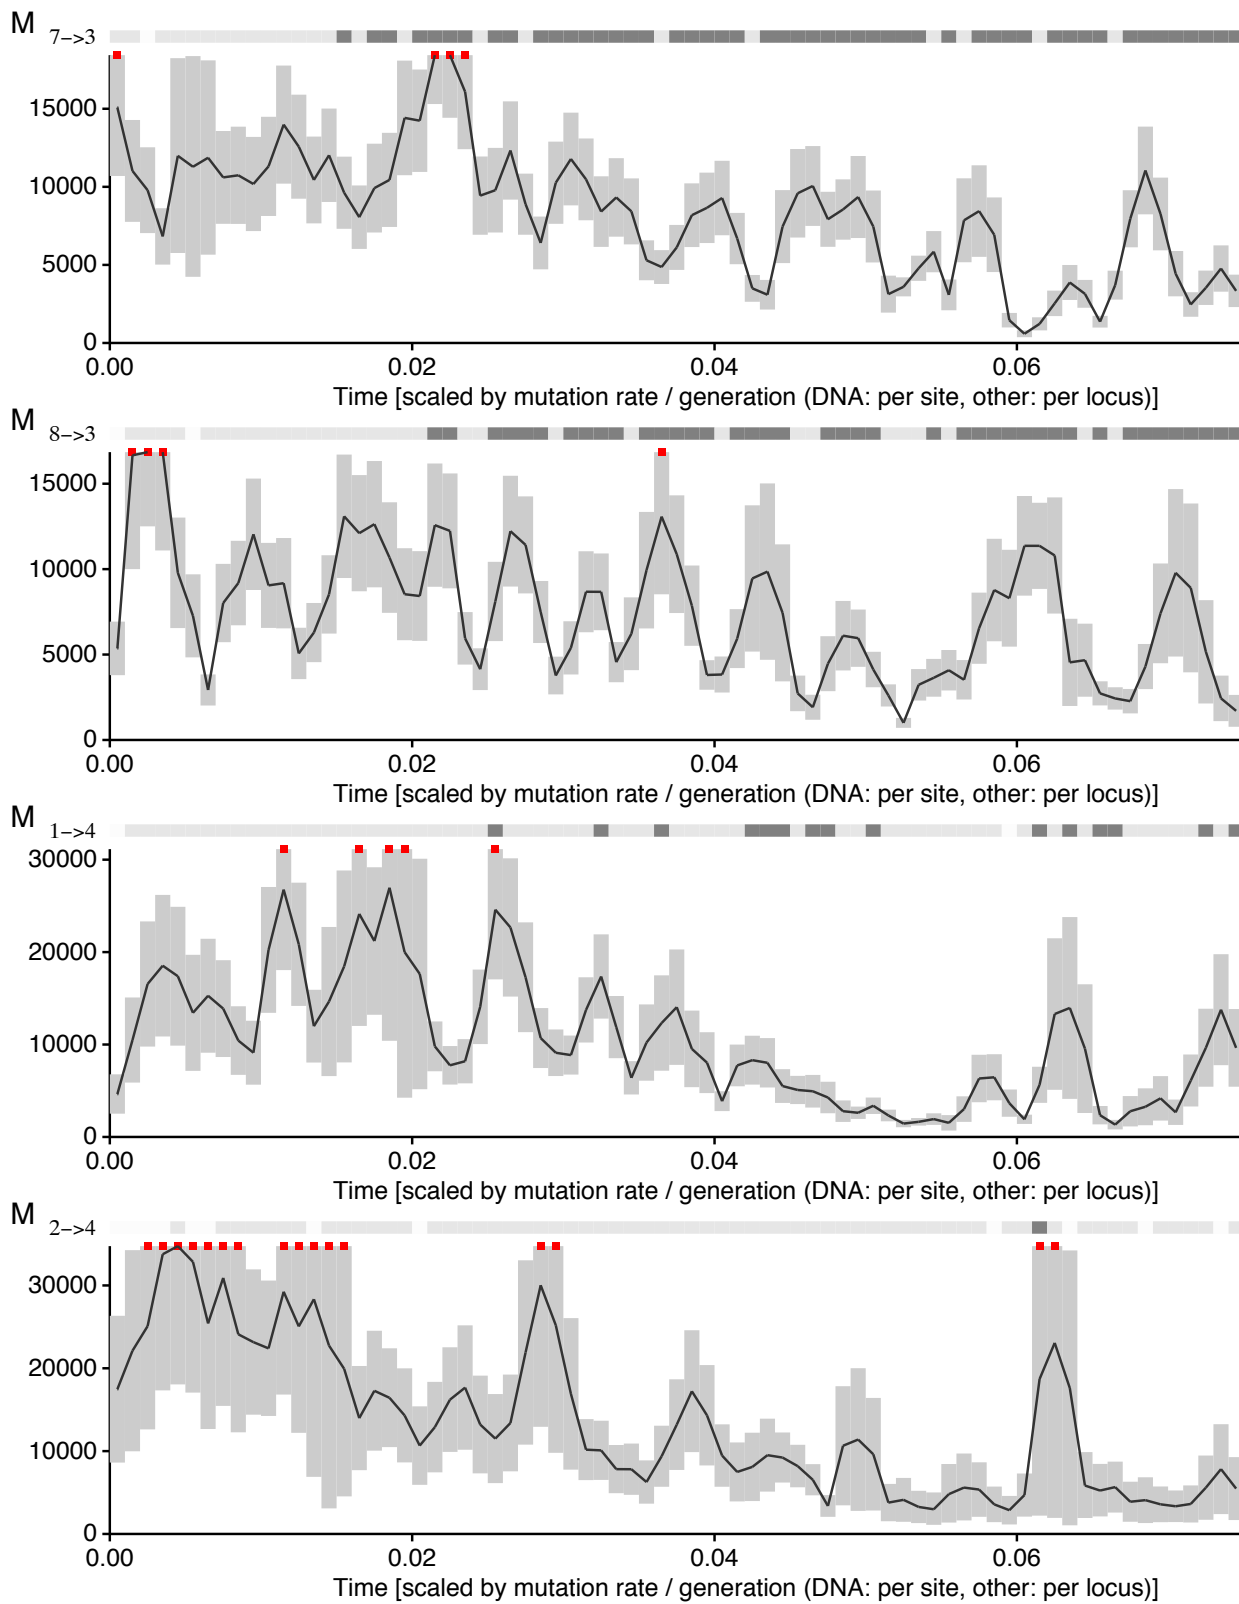 M
7->3
15000
10000
5000
0
0.00 0.02 0.04 0.06
Time [scaled by mutation rate / generation (DNA: per site, other: per locus)]
M
8->3
15000
10000
5000
0
0.00 0.02 0.04 0.06
Time [scaled by mutation rate / generation (DNA: per site, other: per locus)]
M
1->4
30000
20000
10000
0
0.00 0.02 0.04 0.06
Time [scaled by mutation rate / generation (DNA: per site, other: per locus)]
M
2->4
30000
20000
10000
0
0.00 0.02 0.04 0.06
Time [scaled by mutation rate / generation (DNA: per site, other: per locus)]